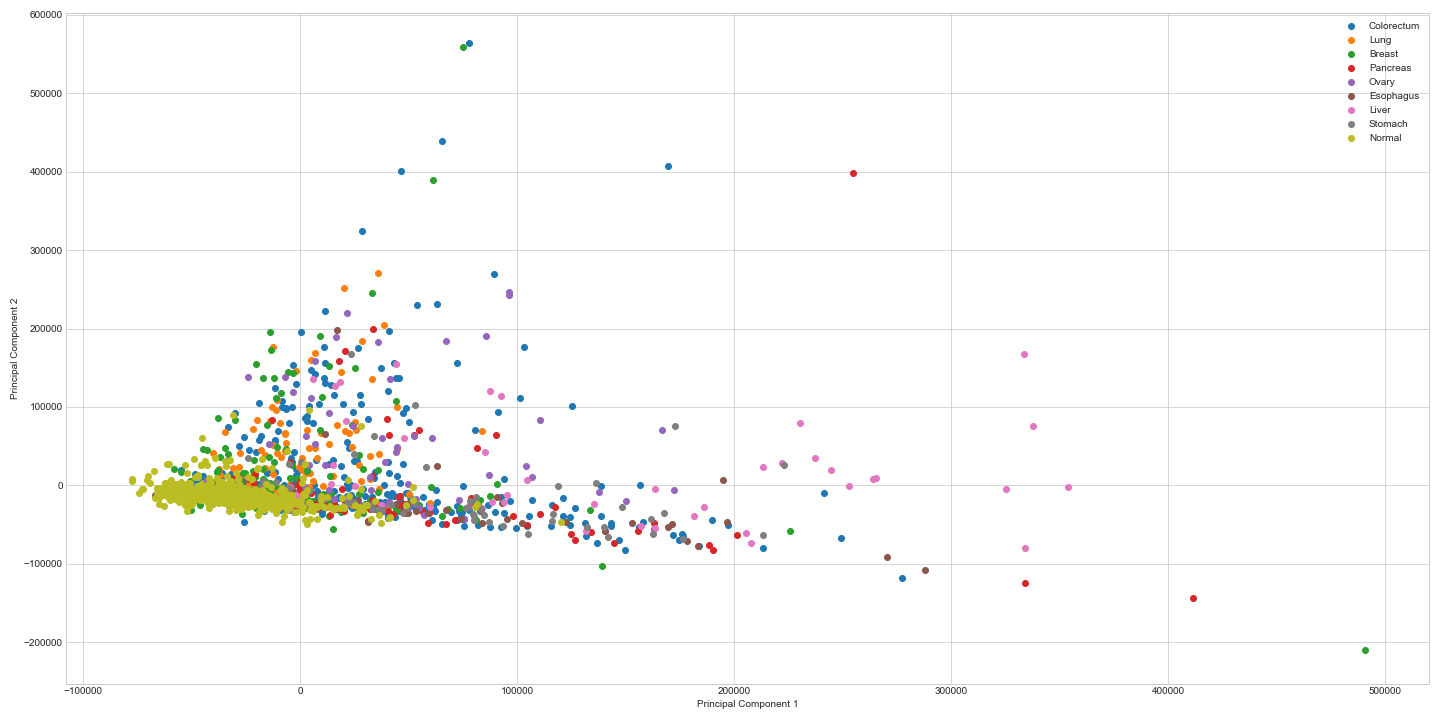 600000
500000
400000
300000
200000
100000
0
−100000
−200000
Principal Component 2
Colorectum
Lung
Breast
Pancreas
Ovary
Esophagus
Liver
Stomach
Normal
−100000 0 100000 200000 300000 400000 500000
Principal Component 1